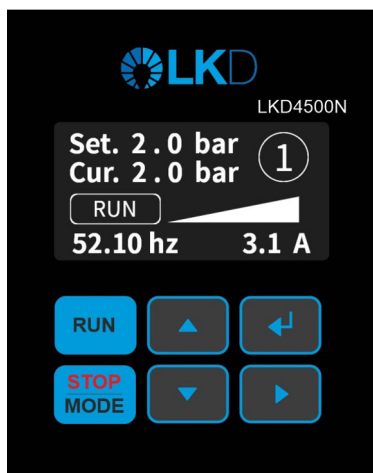 LKD
LKD4500N
Set. 2.0 bar
Cur. 2.0 bar
1
RUN
52.10 hz 3.1 A
RUN
STOP
MODE